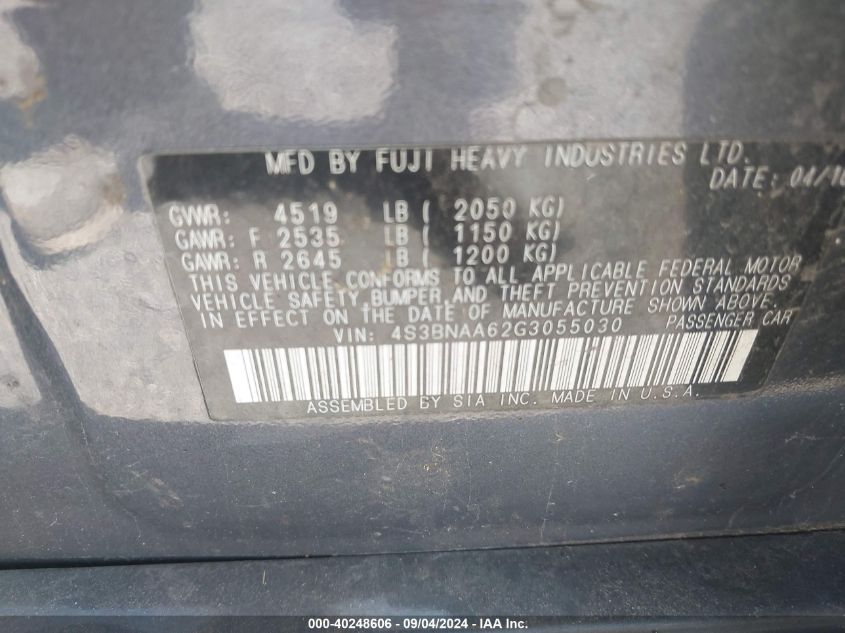 MFD BY FUJI HEAVY INDUSTRIES LTD.
DATE: 04/16
GVWR: 4519 LB ( 2050 KG)
GAWR: F 2535 LB ( 1150 KG)
GAWR: R 2645 LB ( 1200 KG)
THIS VEHICLE CONFORMS TO ALL APPLICABLE FEDERAL MOTOR
VEHICLE SAFETY, BUMPER, AND THEFT PREVENTION STANDARDS
IN EFFECT ON THE DATE OF MANUFACTURE SHOWN ABOVE.
VIN: 4S3BNAA62G3055030 PASSENGER CAR
ASSEMBLED BY SIA INC. MADE IN U.S.A.
000-40248606 - 09/04/2024 - IAA Inc.